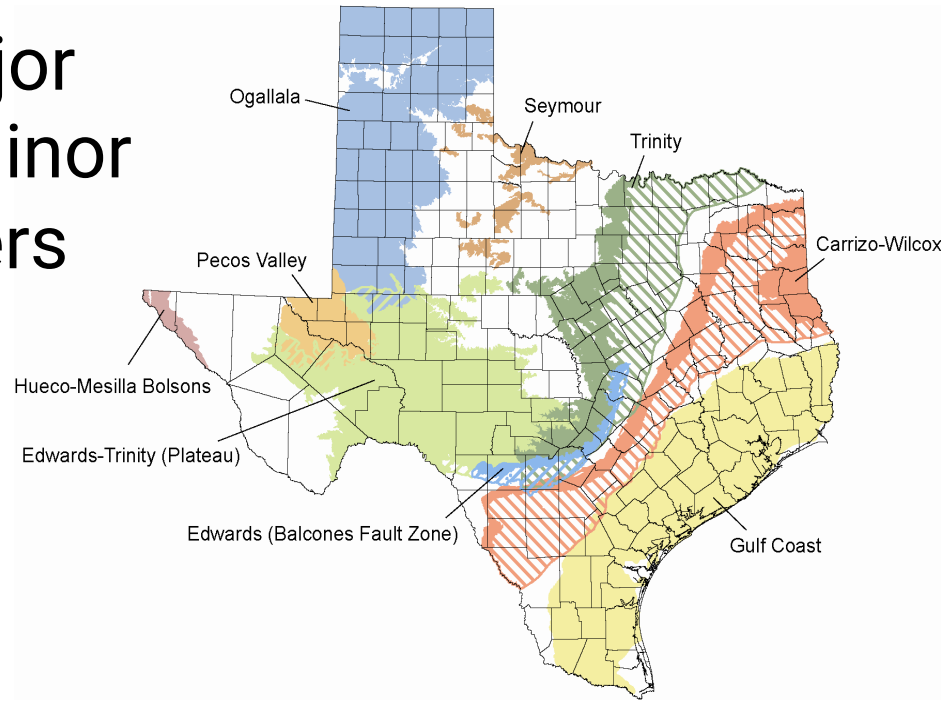 jor
inor
ers
Ogallala
Seymour
Trinity
Carrizo-Wilcox
Pecos Valley
Hueco-Mesilla Bolsons
Edwards-Trinity (Plateau)
Edwards (Balcones Fault Zone)
Gulf Coast